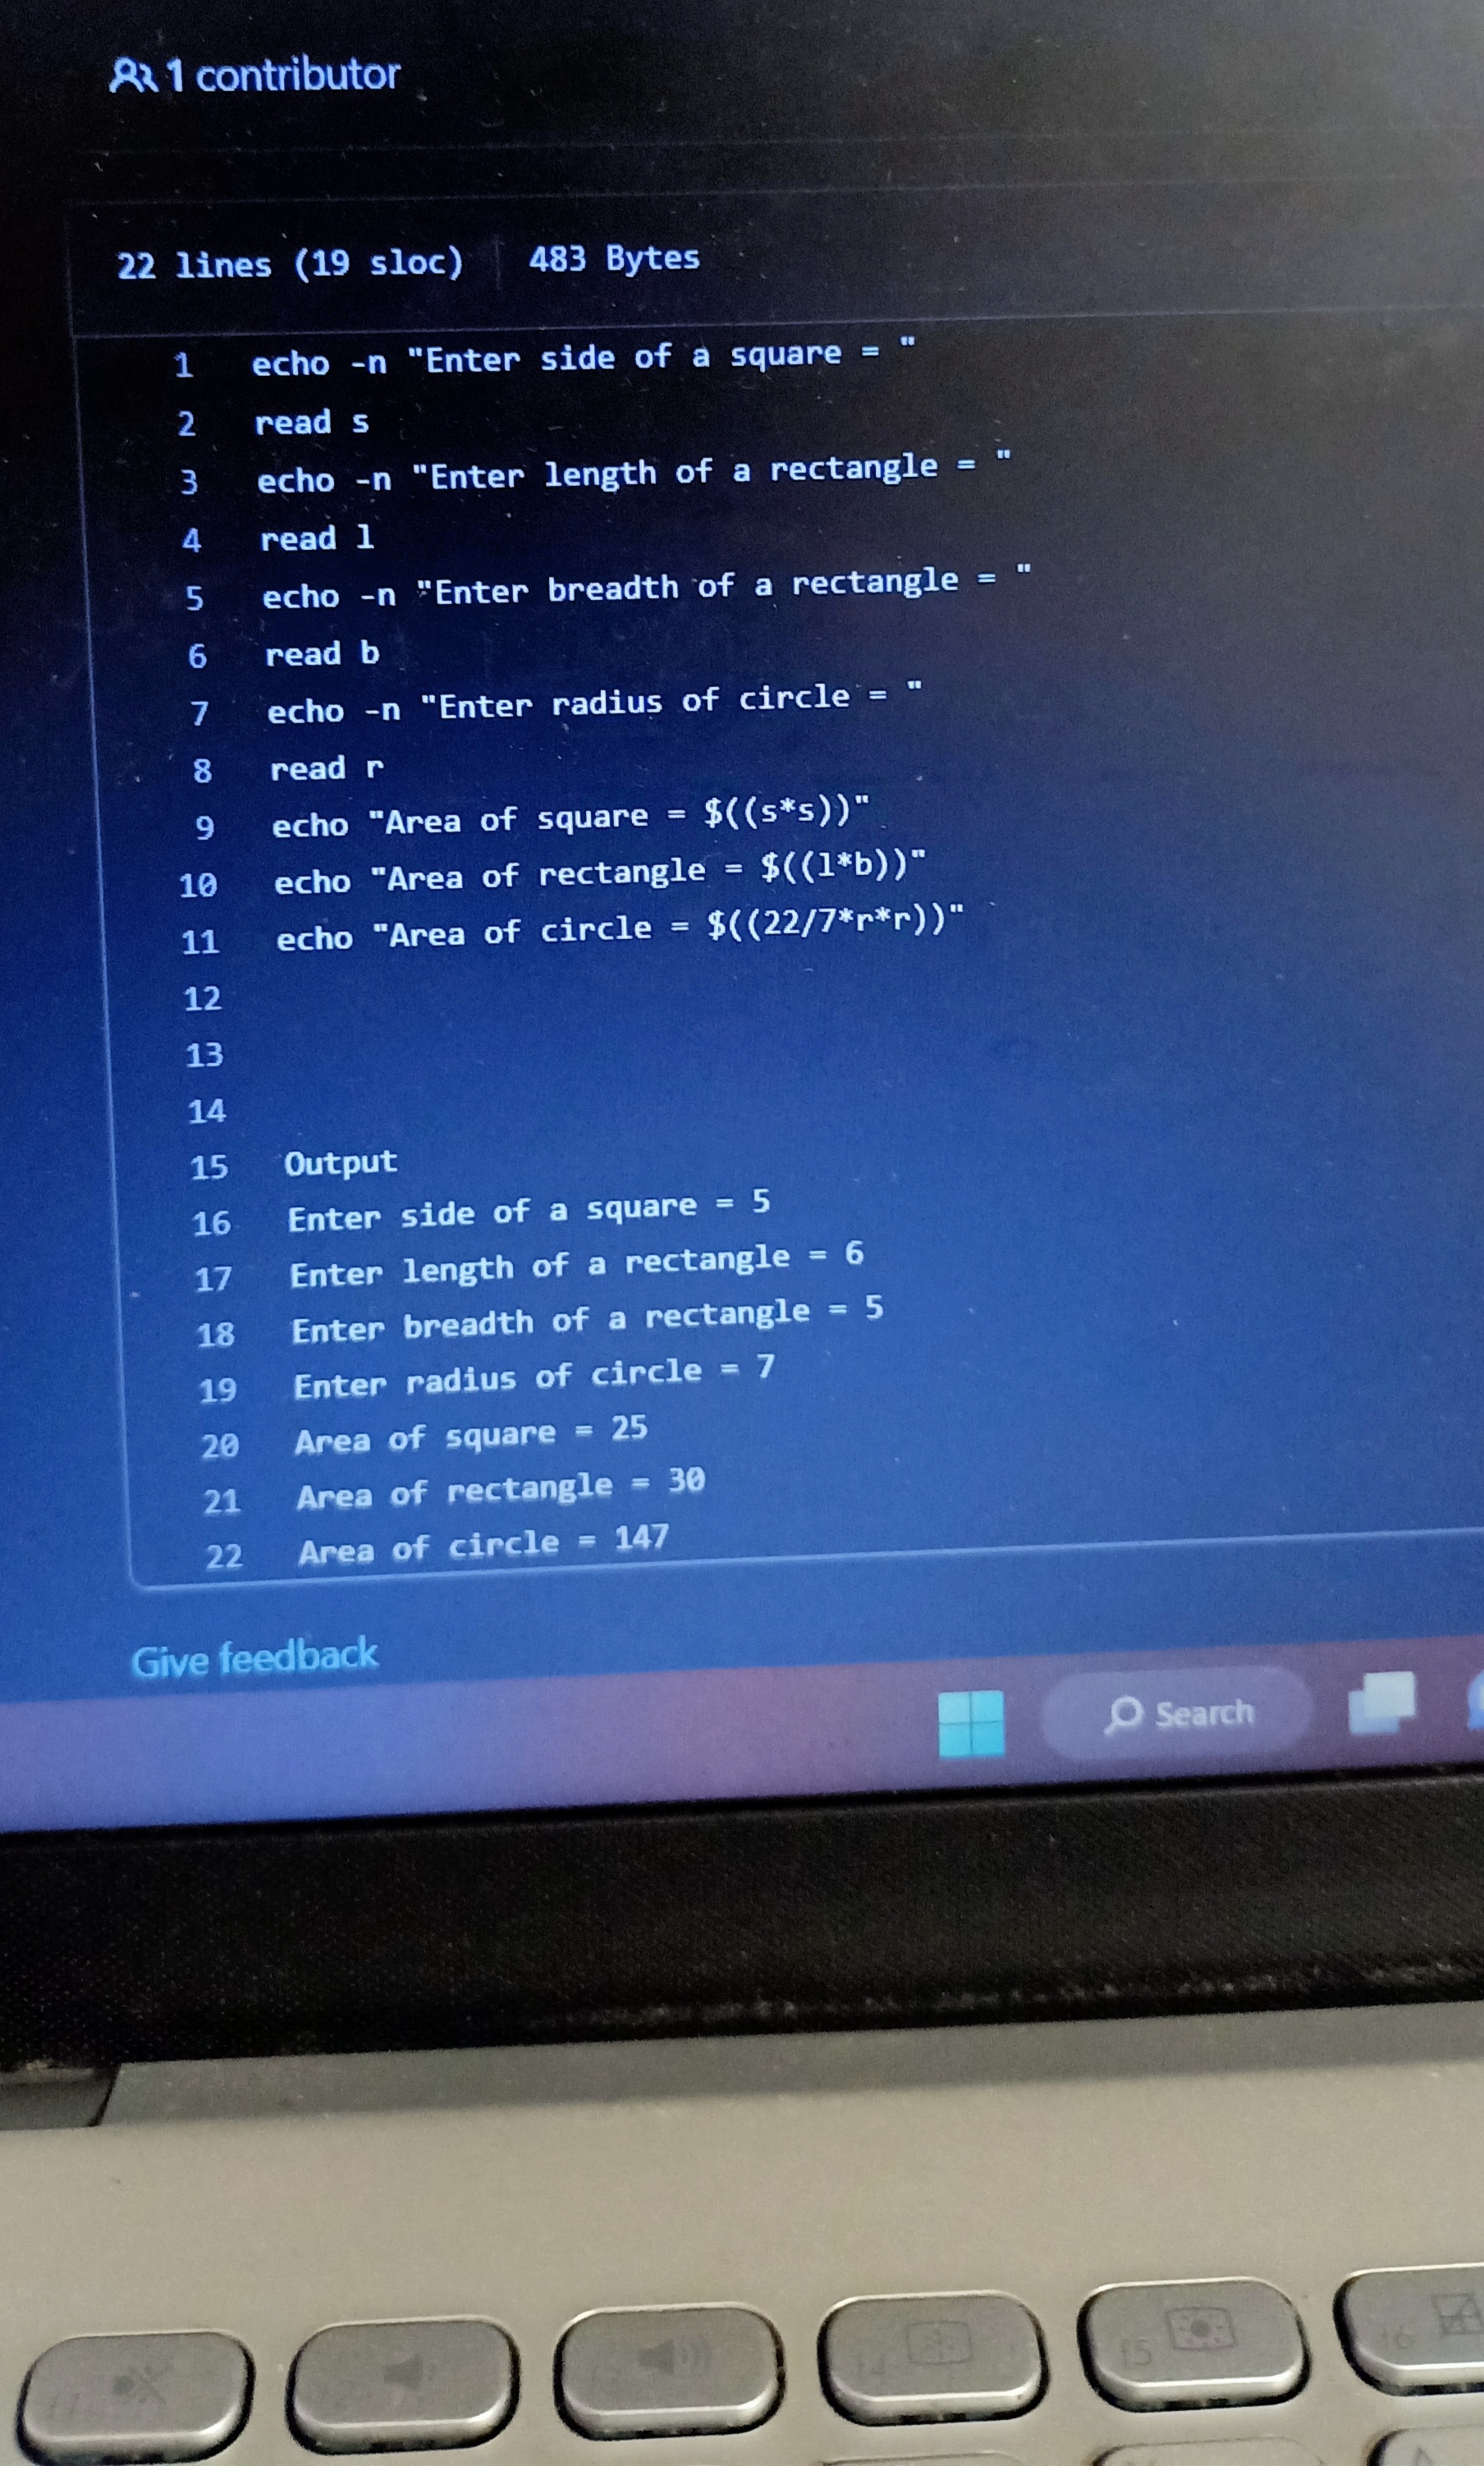 1 contributor
22 lines (19 sloc) 483 Bytes
1 echo -n "Enter side of a square = "
2 read s
3 echo -n "Enter length of a rectangle = "
4 read l
5 echo -n "Enter breadth of a rectangle = "
6 read b
7 echo -n "Enter radius of circle = "
8 read r
9 echo "Area of square = $((s*s))"
10 echo "Area of rectangle = $((l*b))"
11 echo "Area of circle = $((22/7*r*r))"
12
13
14
15 Output
16 Enter side of a square = 5
17 Enter length of a rectangle = 6
18 Enter breadth of a rectangle = 5
19 Enter radius of circle = 7
20 Area of square = 25
21 Area of rectangle = 30
22 Area of circle = 147
Give feedback
Search
f5